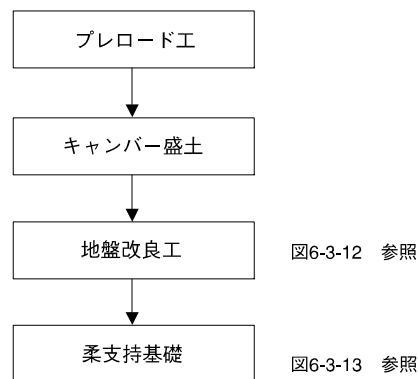 プレロード工
キャンバー盛土
地盤改良工
図6-3-12　参照
柔支持基礎
図6-3-13　参照